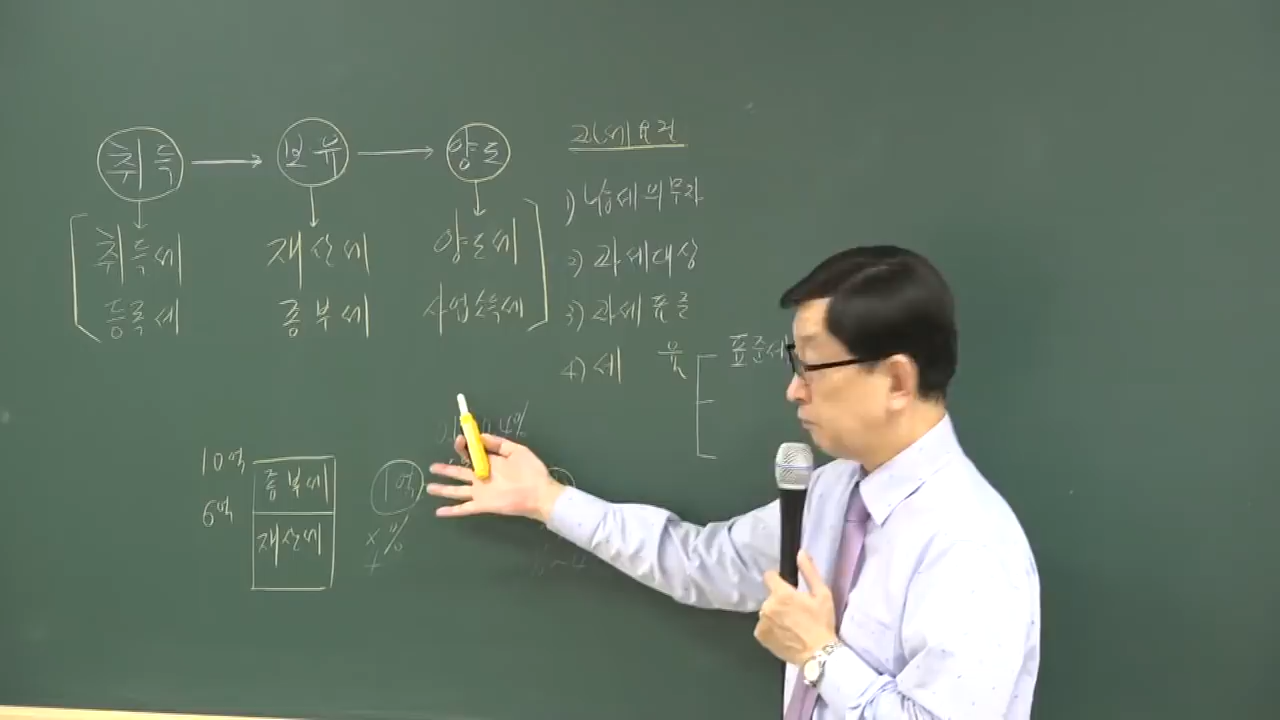 취득 → 보유 → 양도
취득세 재산세 양도세
등록세 종부세 사업소득세
과세요건
1) 납세의무자
2) 과세대상
3) 과세표준
4) 세 율
표준세
4%
10억 종부세 1억
6억 재산세
x %
+